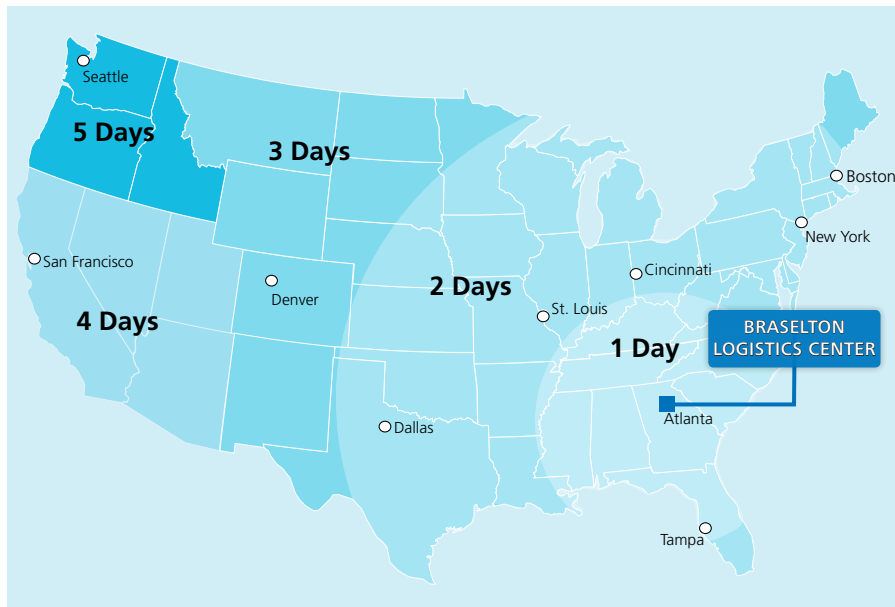 Seattle
5 Days
3 Days
Boston
New York
San Francisco
Cincinnati
Denver
2 Days
St. Louis
4 Days
BRASELTON
LOGISTICS CENTER
1 Day
Atlanta
Dallas
Tampa